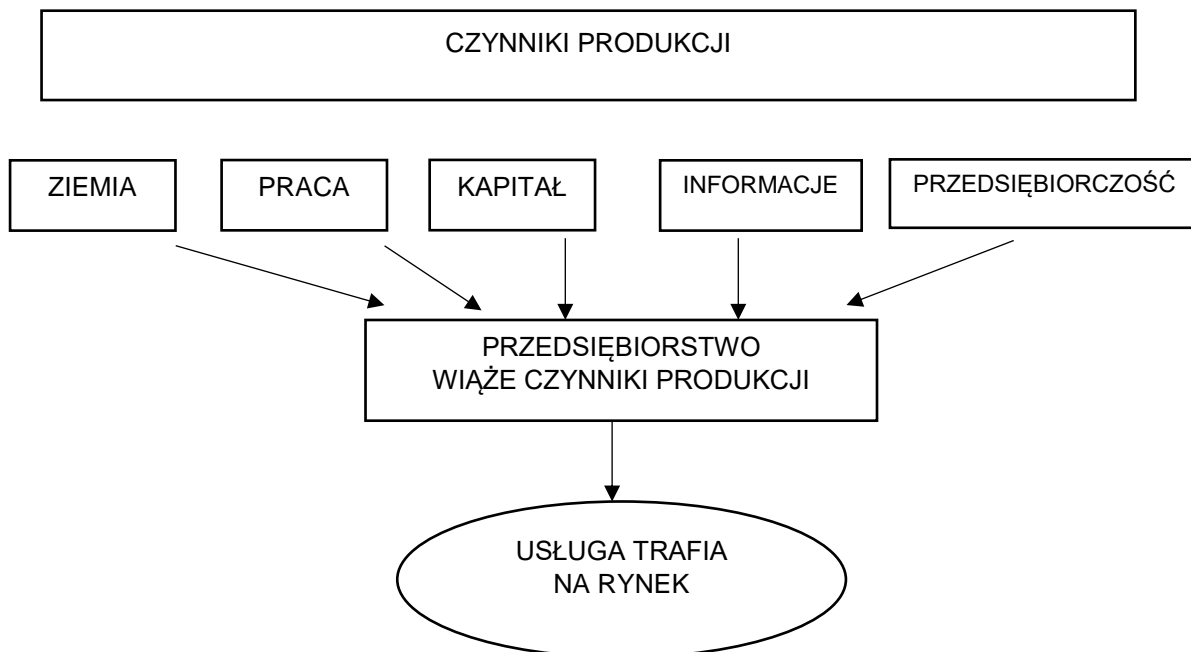 CZYNNIKI PRODUKCJI
ZIEMIA
PRACA
KAPITAŁ
INFORMACJE
PRZEDSIĘBIORCZOŚĆ
PRZEDSIĘBIORSTWO
WIĄŻE CZYNNIKI PRODUKCJI
USŁUGA TRAFIA
NA RYNEK